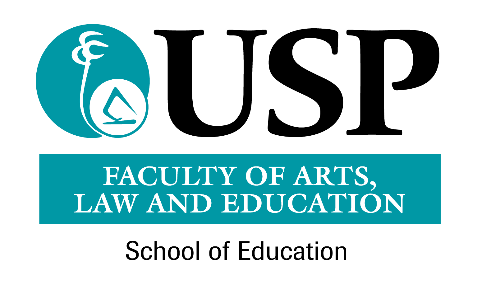 USP
FACULTY OF ARTS,
LAW AND EDUCATION
School of Education